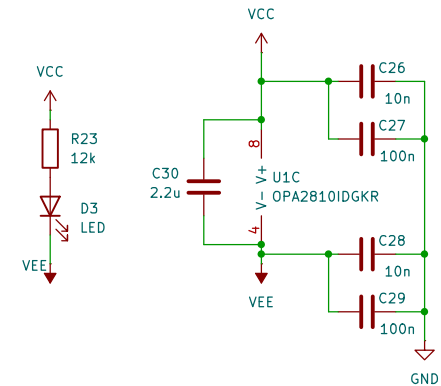 VCC
VCC
C26
10n
C27
100n
R23
12k
8
C30
2.2u
V+
U1C
V-
OPA2810IDGKR
D3
LED
4
C28
10n
VEE
VEE
C29
100n
GND